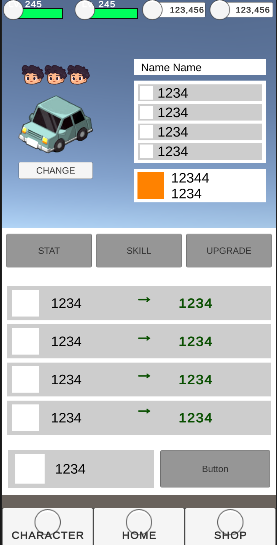 245
245
123,456
123,456
Name Name
1234
1234
1234
1234
12344
1234
CHANGE
STAT
SKILL
UPGRADE
1234 → 1234
1234 → 1234
1234 → 1234
1234 → 1234
1234
Button
CHARACTER
HOME
SHOP